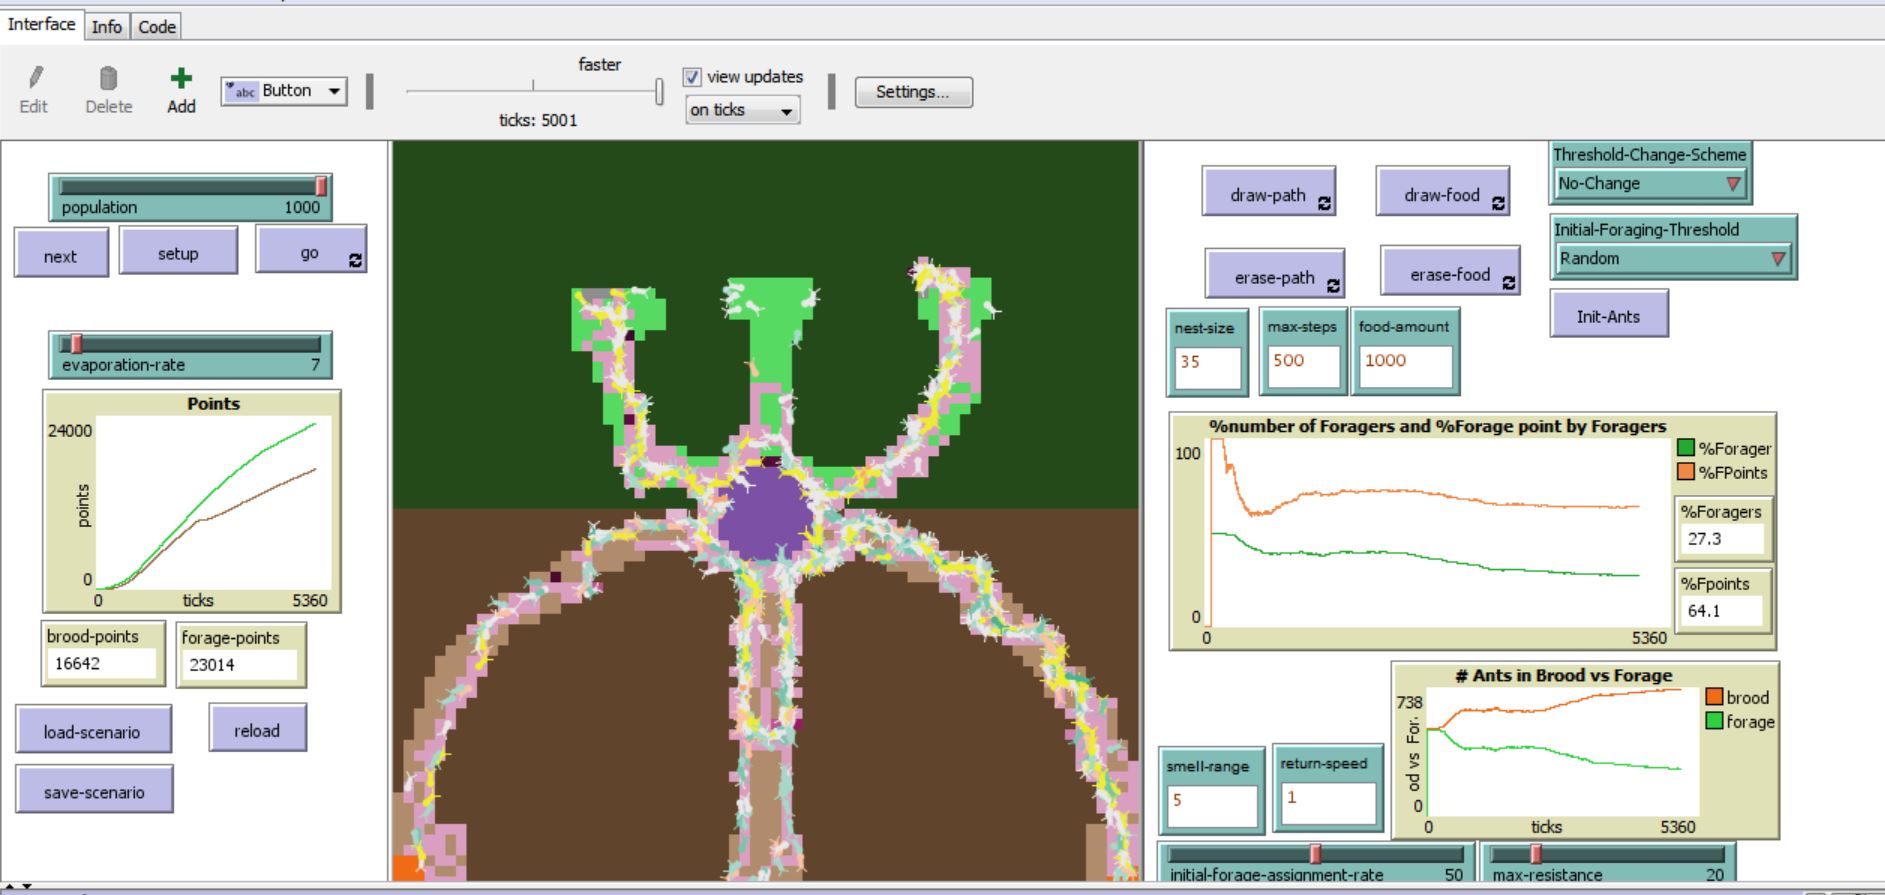 Interface Info Code
Edit Delete Add
abc Button
faster
ticks: 5001
view updates
on ticks
Settings...
population 1000
next setup go
evaporation-rate 7
Points
24000
points
0
0 ticks 5360
brood-points
16642
forage-points
23014
load-scenario reload
save-scenario
draw-path draw-food
erase-path erase-food
Threshold-Change-Scheme
No-Change
Initial-Foraging-Threshold
Random
Init-Ants
nest-size
35
max-steps
500
food-amount
1000
%number of Foragers and %Forage point by Foragers
100
0
0 5360
%Forager
%FPoints
%Foragers
27.3
%Fpoints
64.1
# Ants in Brood vs Forage
738
od vs For.
0
0 ticks 5360
brood
forage
smell-range
5
return-speed
1
initial-forage-assignment-rate 50
max-resistance 20